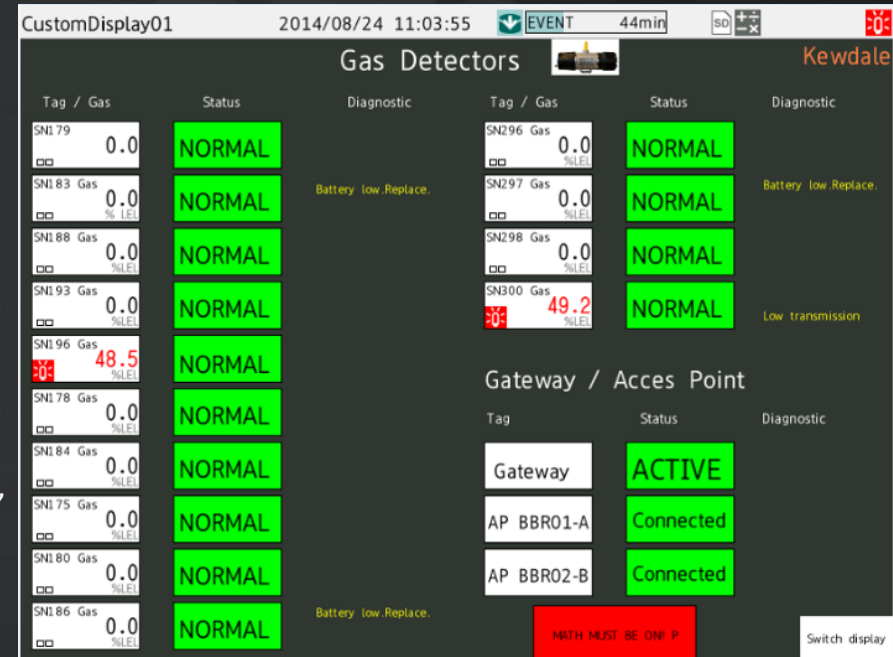 CustomDisplay01 2014/08/24 11:03:55 EVENT 44min SD
Gas Detectors Kewdale
Tag / Gas Status Diagnostic Tag / Gas Status Diagnostic
SN179 0.0 NORMAL
SN183 Gas 0.0 % LEL NORMAL Battery low.Replace.
SN188 Gas 0.0 %LEL NORMAL
SN193 Gas 0.0 %LEL NORMAL
SN196 Gas 48.5 %LEL NORMAL
SN178 Gas 0.0 %LEL NORMAL
SN184 Gas 0.0 %LEL NORMAL
SN175 Gas 0.0 %LEL NORMAL
SN180 Gas 0.0 %LEL NORMAL
SN186 Gas 0.0 %LEL NORMAL Battery low.Replace.
SN296 Gas 0.0 %LEL NORMAL
SN297 Gas 0.0 %LEL NORMAL Battery low.Replace.
SN298 Gas 0.0 %LEL NORMAL
SN300 Gas 49.2 %LEL NORMAL Low transmission
Gateway / Acces Point
Tag Status Diagnostic
Gateway ACTIVE
AP BBR01-A Connected
AP BBR02-B Connected
MATH MUST BE ON! P
Switch display